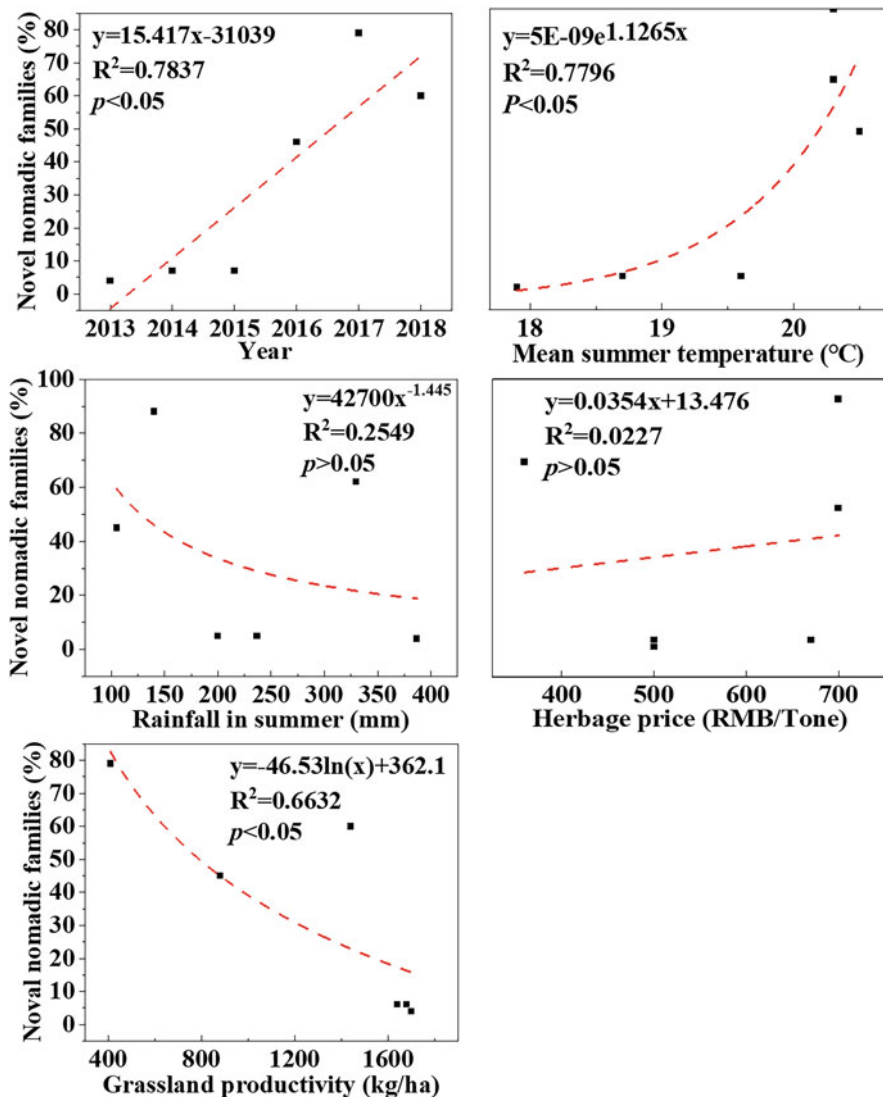 Novel nomadic families (%)
80
70
60
50
40
30
20
10
0
y=15.417x-31039
R²=0.7837
p<0.05
2013 2014 2015 2016 2017 2018
Year
y=5E-09e^1.1265x
R²=0.7796
P<0.05
18 19 20
Mean summer temperature (°C)
Novel nomadic families (%)
100
80
60
40
20
0
y=42700x^-1.445
R²=0.2549
p>0.05
100 150 200 250 300 350 400
Rainfall in summer (mm)
y=0.0354x+13.476
R²=0.0227
p>0.05
400 500 600 700
Herbage price (RMB/Tone)
Noval nomadic families (%)
80
70
60
50
40
30
20
10
0
y=-46.53ln(x)+362.1
R²=0.6632
p<0.05
400 800 1200 1600
Grassland productivity (kg/ha)